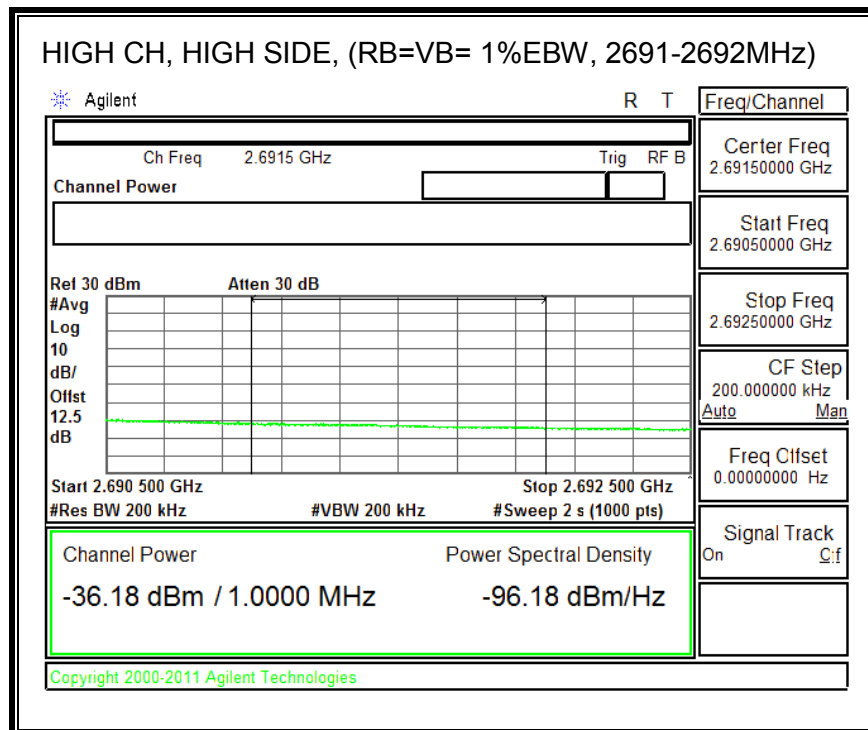 HIGH CH, HIGH SIDE, (RB=VB= 1%EBW, 2691-2692MHz)
Agilent R T
Freq/Channel
Ch Freq 2.6915 GHz Trig RF B
Channel Power
Center Freq
2.69150000 GHz
Start Freq
2.69050000 GHz
Ref 30 dBm Atten 30 dB
#Avg
Log
10
dB/
Offst
12.5
dB
Stop Freq
2.69250000 GHz
CF Step
200.000000 kHz
Auto Man
Freq Offset
0.00000000 Hz
Start 2.690 500 GHz Stop 2.692 500 GHz
#Res BW 200 kHz #VBW 200 kHz #Sweep 2 s (1000 pts)
Signal Track
On Off
Channel Power Power Spectral Density
-36.18 dBm / 1.0000 MHz -96.18 dBm/Hz
Copyright 2000-2011 Agilent Technologies